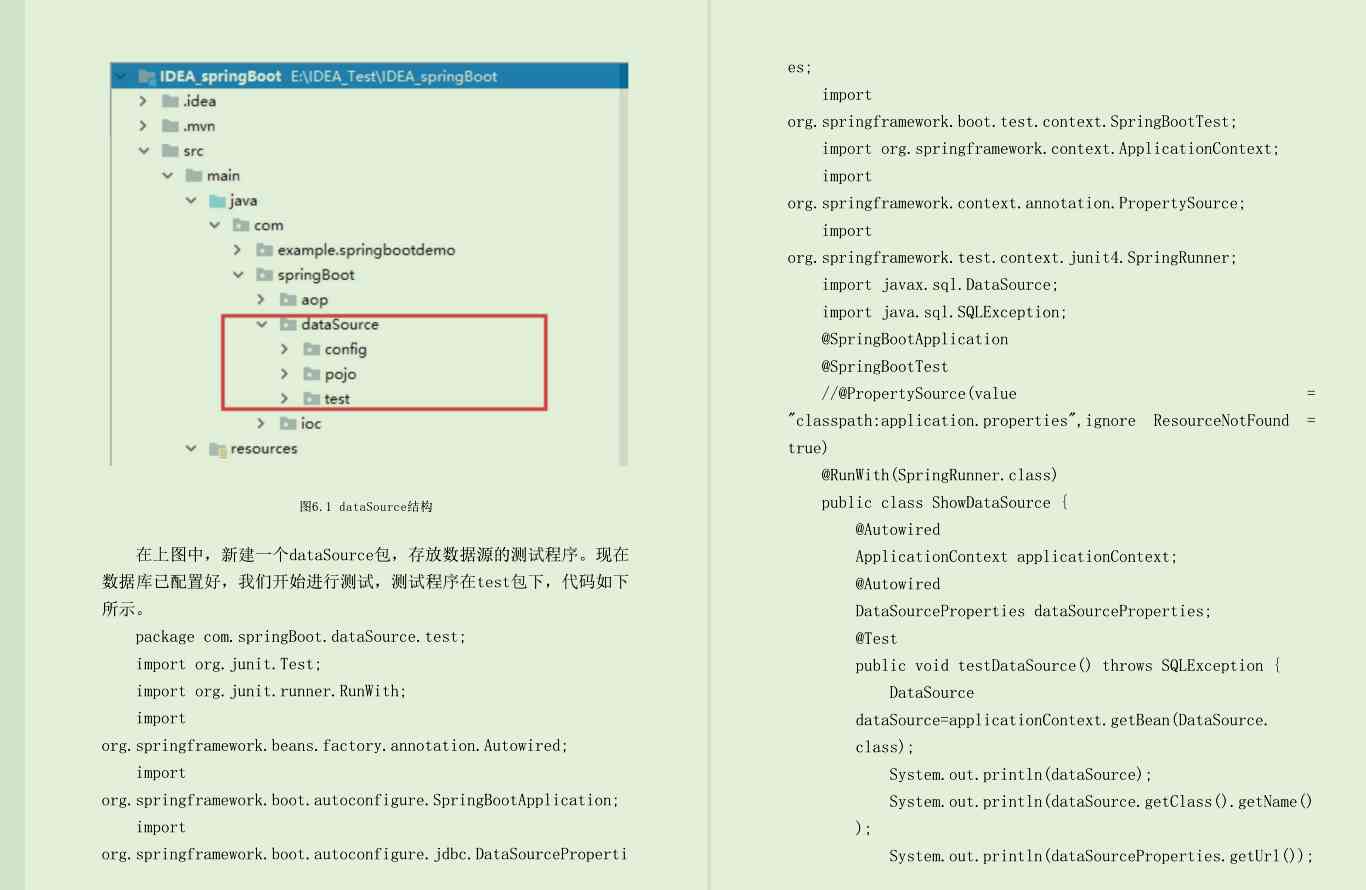 IDEA_springBoot E:\IDEA_Test\IDEA_springBoot
.idea
.mvn
src
main
java
com
example.springbootdemo
springBoot
aop
dataSource
config
pojo
test
ioc
resources
图6.1 dataSource结构
在上图中，新建一个dataSource包，存放数据源的测试程序。现在
数据库已配置好，我们开始进行测试，测试程序在test包下，代码如下
所示。
package com.springBoot.dataSource.test;
import org.junit.Test;
import org.junit.runner.RunWith;
import
org.springframework.beans.factory.annotation.Autowired;
import
org.springframework.boot.autoconfigure.SpringBootApplication;
import
org.springframework.boot.autoconfigure.jdbc.DataSourceProperti
es;
import
org.springframework.boot.test.context.SpringBootTest;
import org.springframework.context.ApplicationContext;
import
org.springframework.context.annotation.PropertySource;
import
org.springframework.test.context.junit4.SpringRunner;
import javax.sql.DataSource;
import java.sql.SQLException;
@SpringBootApplication
@SpringBootTest
//@PropertySource(value =
"classpath:application.properties",ignore ResourceNotFound =
true)
@RunWith(SpringRunner.class)
public class ShowDataSource {
@Autowired
ApplicationContext applicationContext;
@Autowired
DataSourceProperties dataSourceProperties;
@Test
public void testDataSource() throws SQLException {
DataSource
dataSource=applicationContext.getBean(DataSource.
class);
System.out.println(dataSource);
System.out.println(dataSource.getClass().getName()
);
System.out.println(dataSourceProperties.getUrl());